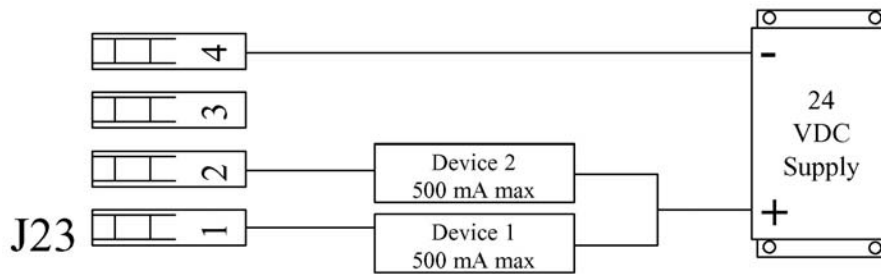 4
-
3
24
VDC
Supply
2
Device 2
500 mA max
+
J23
1
Device 1
500 mA max